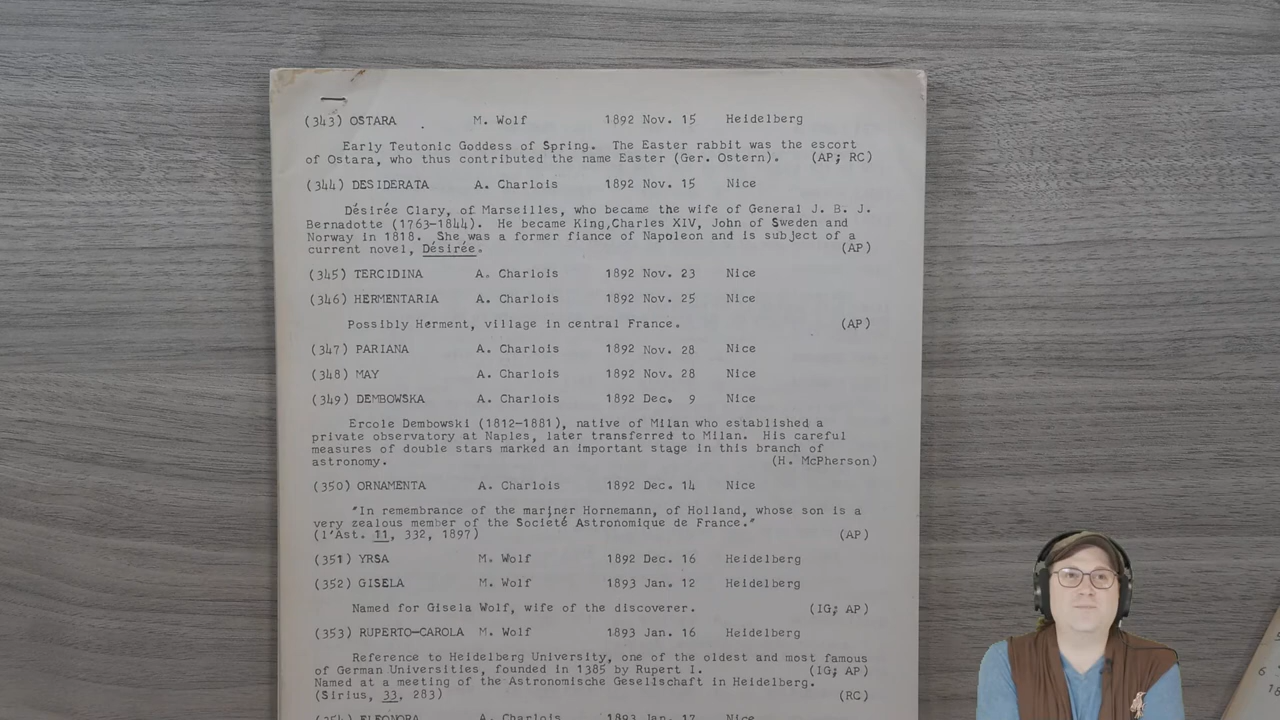 (343) OSTARA M. Wolf 1892 Nov. 15 Heidelberg
Early Teutonic Goddess of Spring. The Easter rabbit was the escort
of Ostara, who thus contributed the name Easter (Ger. Ostern). (AP; RC)
(344) DESIDERATA A. Charlois 1892 Nov. 15 Nice
Désirée Clary, of Marseilles, who became the wife of General J. B. J.
Bernadotte (1763-1844). He became King, Charles XIV, John of Sweden and
Norway in 1818. She was a former fiance of Napoleon and is subject of a
current novel, Désirée. (AP)
(345) TERCIDINA A. Charlois 1892 Nov. 23 Nice
(346) HERMENTARIA A. Charlois 1892 Nov. 25 Nice
Possibly Herment, village in central France. (AP)
(347) PARIANA A. Charlois 1892 Nov. 28 Nice
(348) MAY A. Charlois 1892 Nov. 28 Nice
(349) DEMBOWSKA A. Charlois 1892 Dec. 9 Nice
Ercole Dembowski (1812-1881), native of Milan who established a
private observatory at Naples, later transferred to Milan. His careful
measures of double stars marked an important stage in this branch of
astronomy. (H. McPherson)
(350) ORNAMENTA A. Charlois 1892 Dec. 14 Nice
"In remembrance of the mariner Hornemann, of Holland, whose son is a
very zealous member of the Societé Astronomique de France."
(l'Ast. 11, 332, 1897) (AP)
(351) YRSA M. Wolf 1892 Dec. 16 Heidelberg
(352) GISELA M. Wolf 1893 Jan. 12 Heidelberg
Named for Gisela Wolf, wife of the discoverer. (IG; AP)
(353) RUPERTO-CAROLA M. Wolf 1893 Jan. 16 Heidelberg
Reference to Heidelberg University, one of the oldest and most famous
of German Universities, founded in 1385 by Rupert I. (IG; AP)
Named at a meeting of the Astronomische Gesellschaft in Heidelberg.
(Sirius, 33, 283) (RC)
(354) ELEONORA A. Charlois 1893 Jan. 17 Nice
6